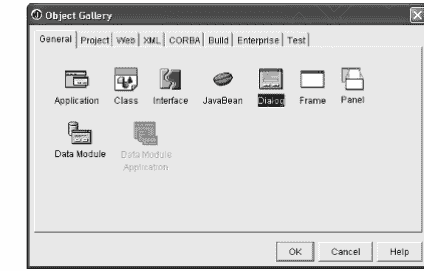 Object Gallery
General Project Web XML CORBA Build Enterprise Test
Application Class Interface JavaBean Dialog Frame Panel
Data Module Data Module
Application
OK Cancel Help